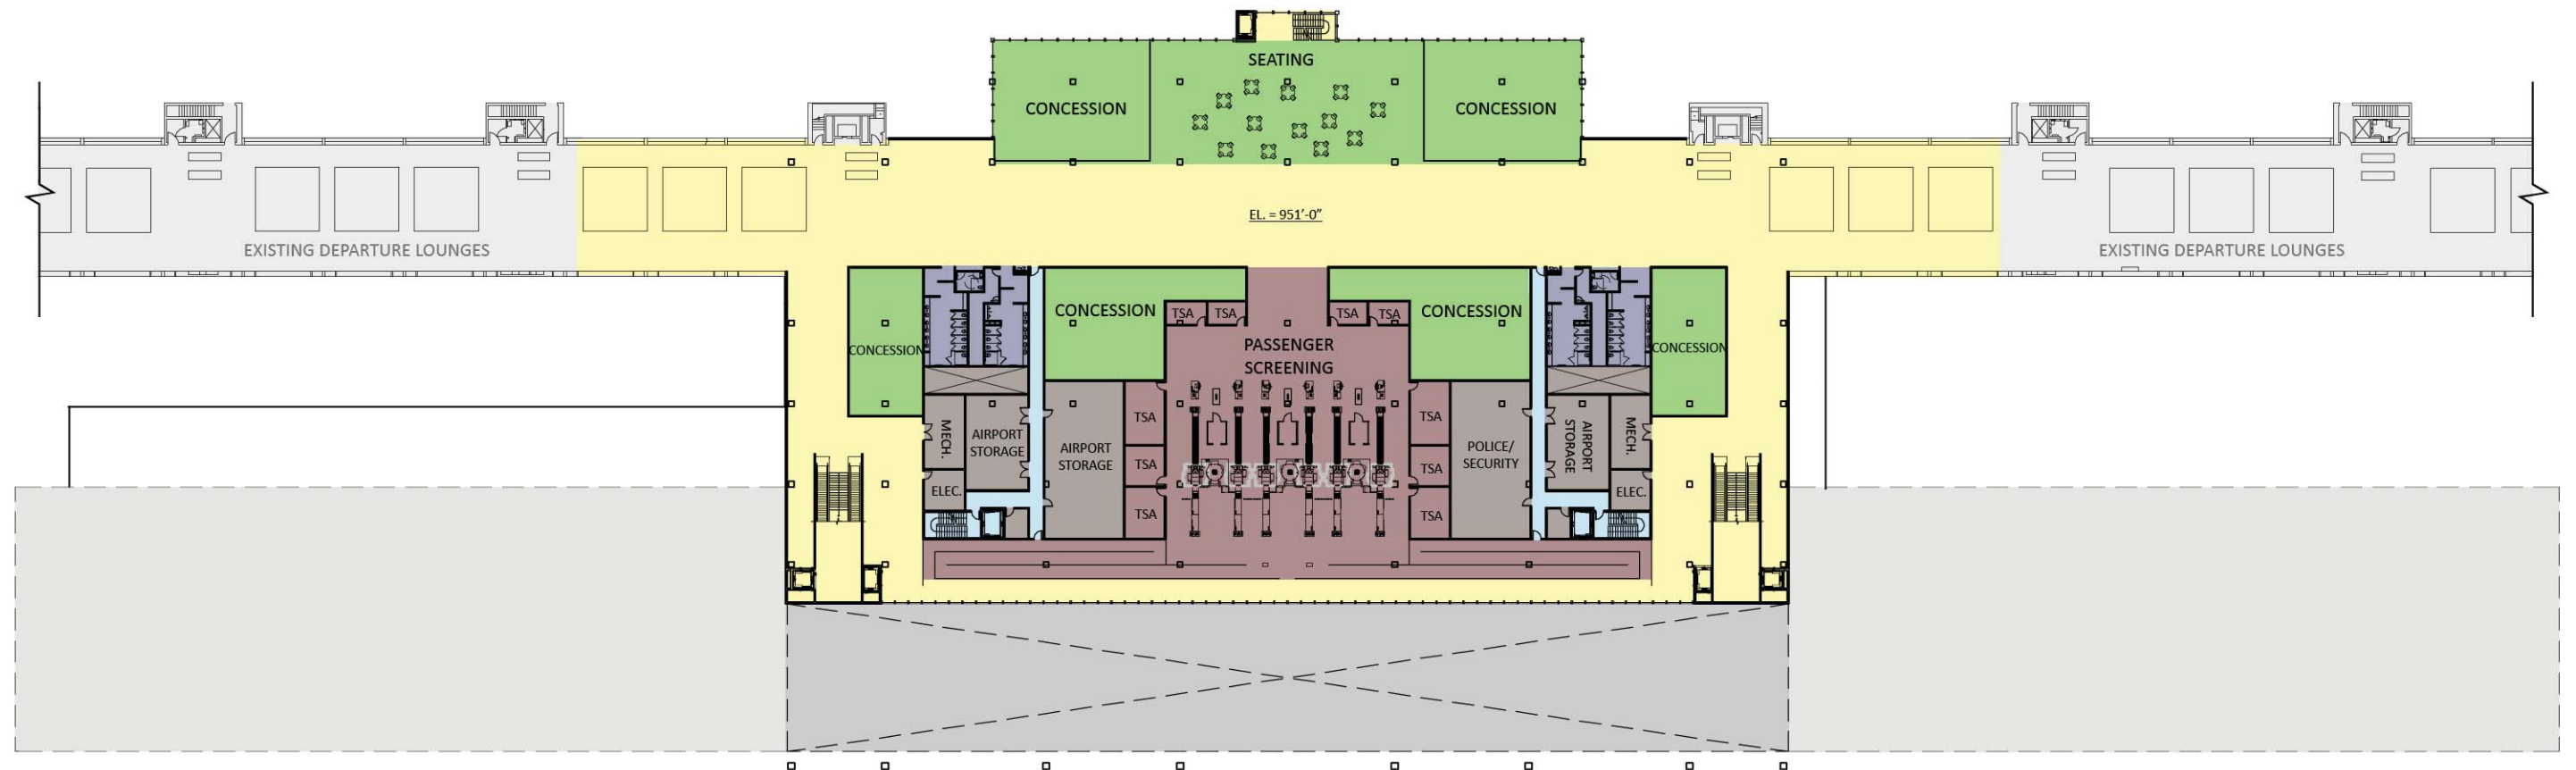 SEATING
CONCESSION
CONCESSION
EL. = 951'-0"
EXISTING DEPARTURE LOUNGES
EXISTING DEPARTURE LOUNGES
CONCESSION
CONCESSION
TSA
TSA
TSA
TSA
PASSENGER
SCREENING
CONCESSION
CONCESSION
TSA
TSA
MECH.
AIRPORT
STORAGE
AIRPORT
STORAGE
POLICE/
SECURITY
AIRPORT
STORAGE
MECH.
TSA
TSA
ELEC.
ELEC.
TSA
TSA